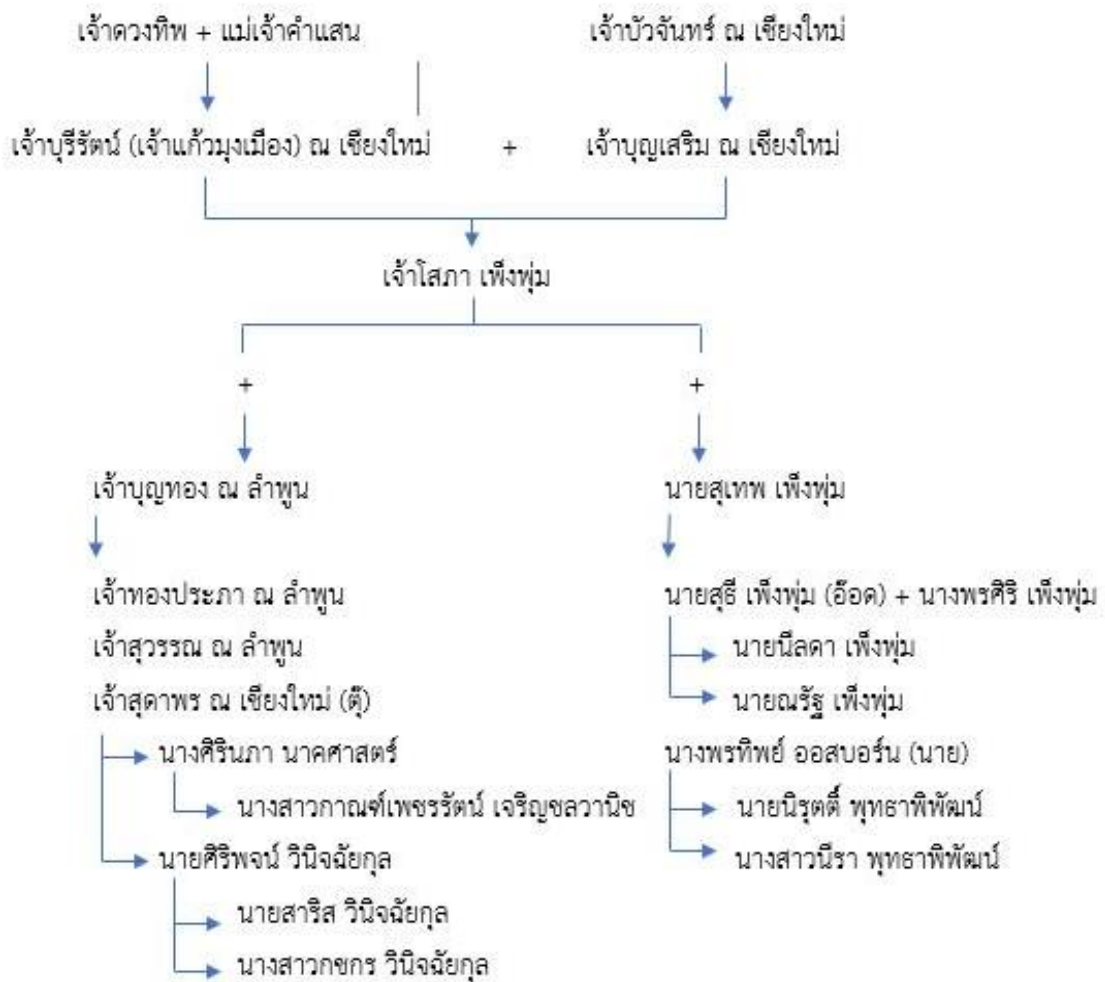 เจ้าดวงทิพ + แม่เจ้าคำแสน
เจ้าบัวจันทร์ ณ เชียงใหม่
เจ้าบุรีรัตน์ (เจ้าแก้วมุงเมือง) ณ เชียงใหม่ + เจ้าบุญเสริม ณ เชียงใหม่
เจ้าโสภา เพ็งพุ่ม
+ +
เจ้าบุญทอง ณ ลำพูน
เจ้าทองประภา ณ ลำพูน
เจ้าสุวรรณ ณ ลำพูน
เจ้าสุดาพร ณ เชียงใหม่ (ตุ๊)
นางศิรินภา นาคศาสตร์
นางสาวกาณฑ์เพชรรัตน์ เจริญชลวานิช
นายศิริพจน์ วินิจฉัยกุล
นายสาริส วินิจฉัยกุล
นางสาวกชกร วินิจฉัยกุล
นายสุเทพ เพ็งพุ่ม
นายสุธี เพ็งพุ่ม (อ๊อด) + นางพรศิริ เพ็งพุ่ม
นายนีลดา เพ็งพุ่ม
นายณรัฐ เพ็งพุ่ม
นางพรทิพย์ ออสบอร์น (นาย)
นายนิรุตติ์ พุทธาพิพัฒน์
นางสาวนีรา พุทธาพิพัฒน์